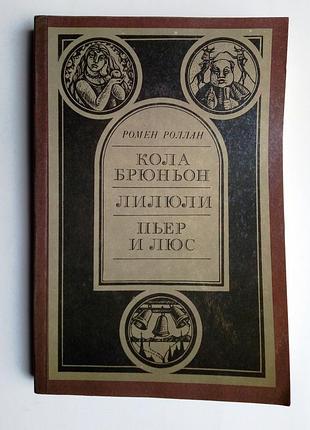 РОМЕН РОЛЛАН
КОЛА
БРЮНЬОН
ЛИЛЮЛИ
ПЬЕР
И ЛЮС